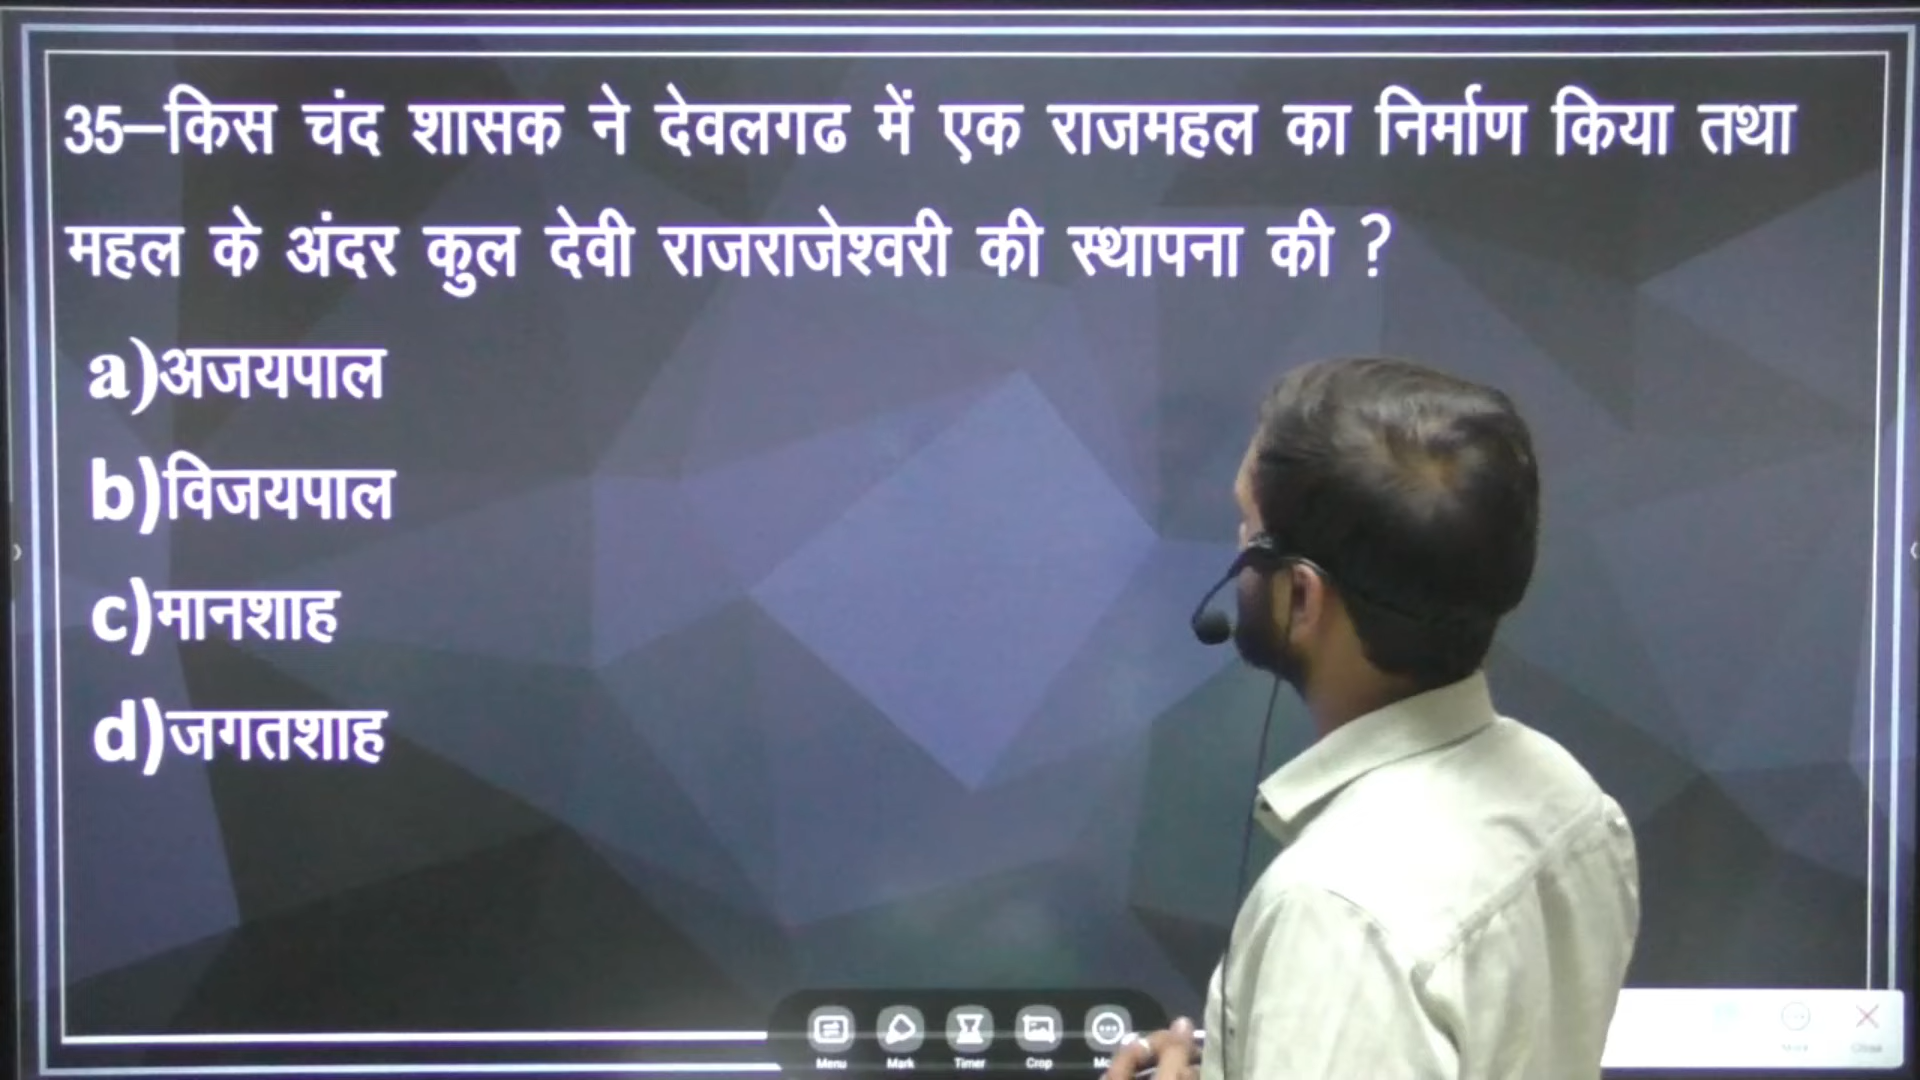 35–किस चंद शासक ने देवलगढ में एक राजमहल का निर्माण किया तथा
महल के अंदर कुल देवी राजराजेश्वरी की स्थापना की ?
a)अजयपाल
b)विजयपाल
c)मानशाह
d)जगतशाह
Menu Mark Timer Crop